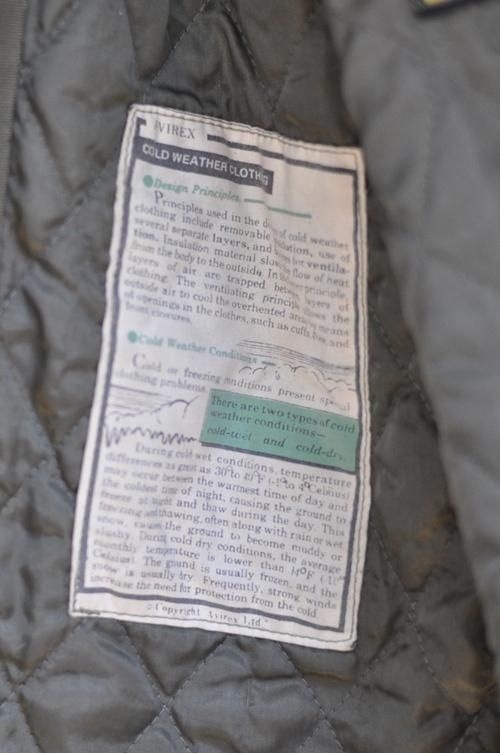 AVIREX
COLD WEATHER CLOTHING
Design Principles
Principles used in the of cold weather
clothing include removable insulation, use of
several separate layers, and for ventila-
tion. Insulation material slows flow of heat
from the body to the outside. In principle,
layers of air are trapped between layers of
clothing. The ventilating principle allows the
outside air to cool the overheated means
of openings in the clothes, such as cuffs, and
front closures.
Cold Weather Conditions
Cold or freezing conditions present special
clothing problems.
There are two types of cold
weather conditions—
cold-wet and cold-dry.
During cold wet conditions, temperature
differences as great as 30° to 40°F Celsius)
may occur between the warmest time of day and
the coldest time of night, causing the ground to
freeze at night and thaw during the day. This
freezing and thawing, often along with rain or wet
snow, causes the ground to become muddy or
slushy. During cold dry conditions, the average
monthly temperature is lower than 14°F (-10°
Celsius). The ground is usually frozen, and the
snow is usually dry. Frequently, strong winds
increase the need for protection from the cold.
© Copyright Avirex Ltd.